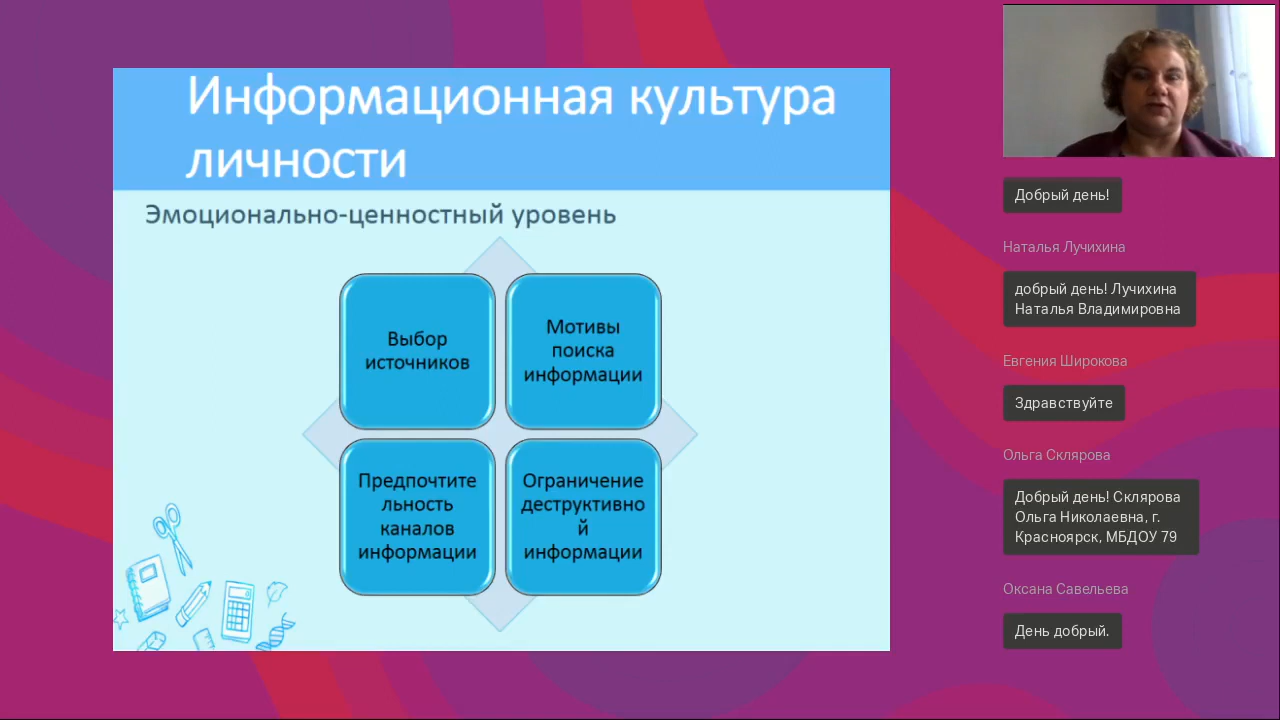 Информационная культура
личности
Эмоционально-ценностный уровень
Выбор
источников
Мотивы
поиска
информации
Предпочтите
льность
каналов
информации
Ограничение
деструктивно
й
информации
Добрый день!
Наталья Лучихина
добрый день! Лучихина
Наталья Владимировна
Евгения Широкова
Здравствуйте
Ольга Склярова
Добрый день! Склярова
Ольга Николаевна, г.
Красноярск, МБДОУ 79
Оксана Савельева
День добрый.